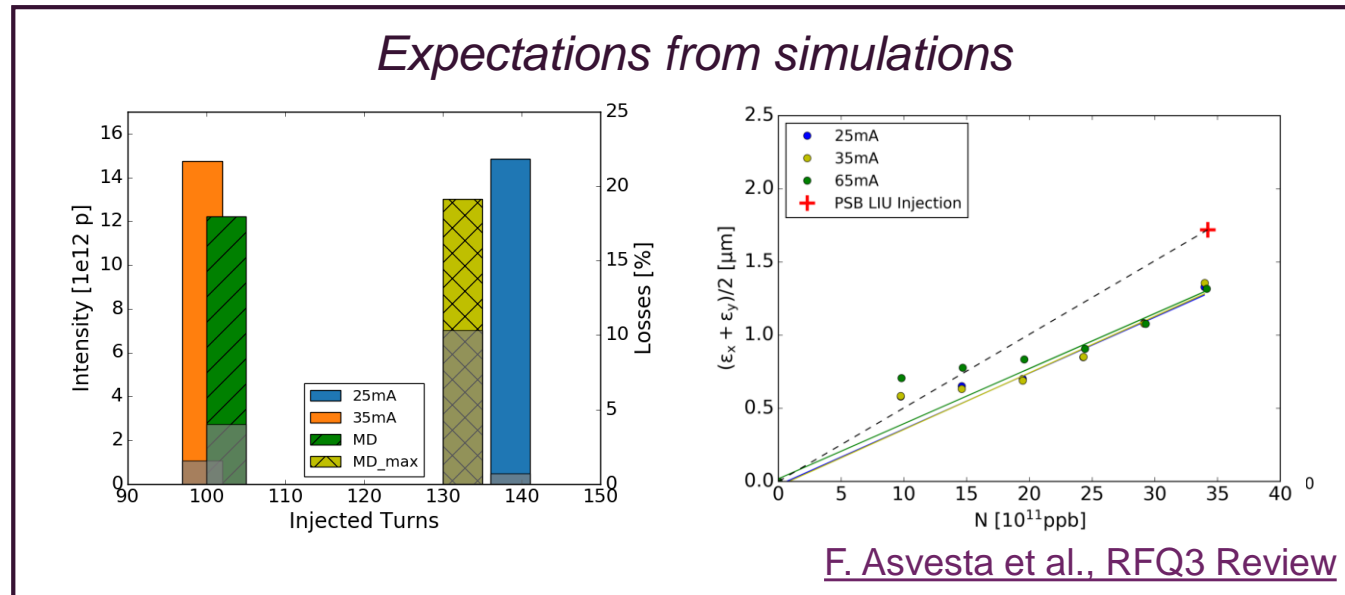 Expectations from simulations
16
14
12
10
8
6
4
2
0
Intensity [1e12 p]
90
100
110
120
130
140
150
Injected Turns
25
20
15
10
5
0
Losses [%]
25mA
35mA
MD
MD_max
2.5
2.0
1.5
1.0
0.5
0.0
(εx + εy)/2 [μm]
25mA
35mA
65mA
PSB LIU Injection
0
5
10
15
20
25
30
35
40
N [10¹¹ppb]
0
F. Asvesta et al., RFQ3 Review